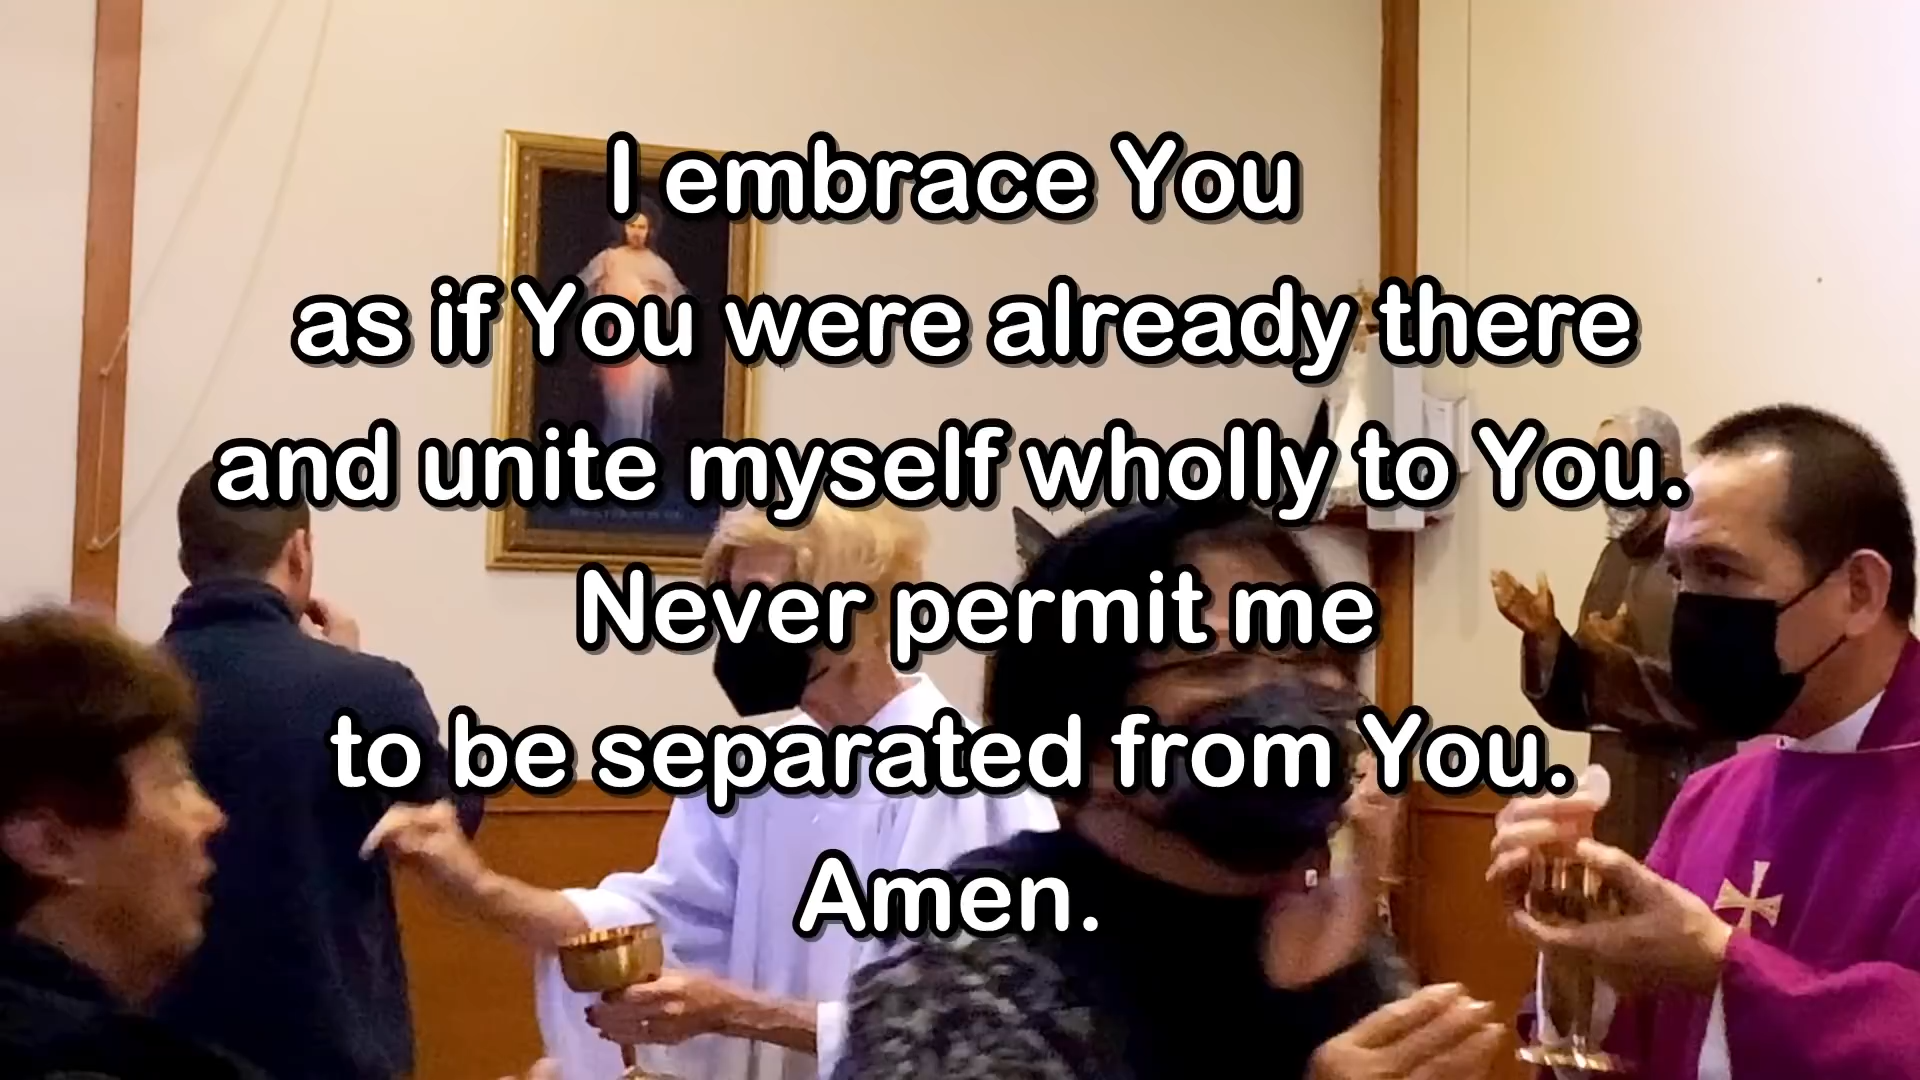 I embrace You
as if You were already there
and unite myself wholly to You.
Never permit me
to be separated from You.
Amen.